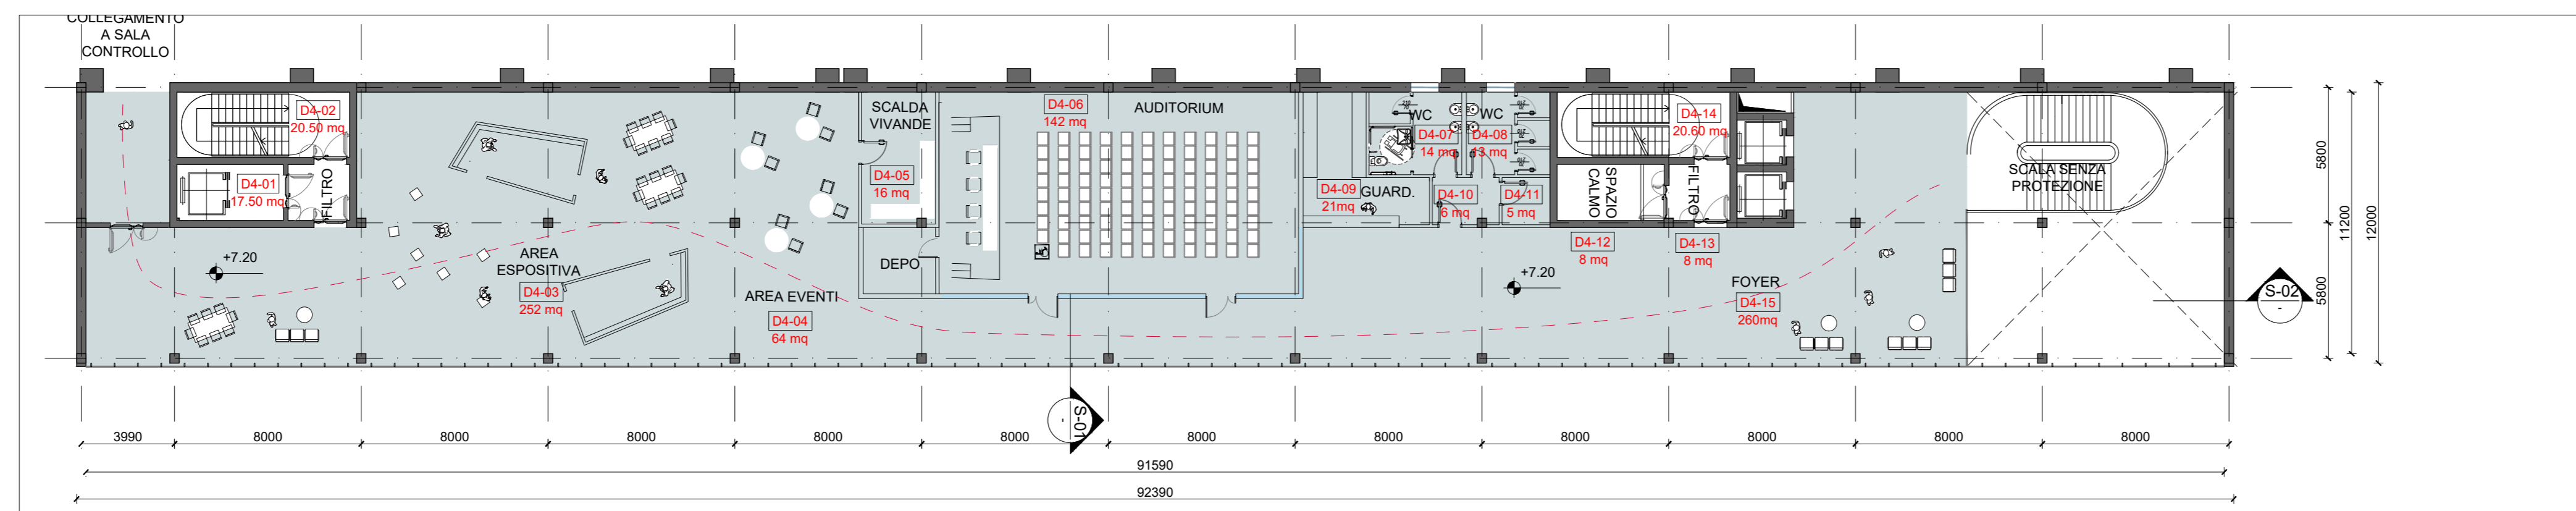 COLLEGAMENTO
A SALA
CONTROLLO
D4-02
20.50 mq
D4-01
17.50 mq
FILTRO
+7.20
AREA
ESPOSITIVA
D4-03
252 mq
AREA EVENTI
D4-04
64 mq
SCALDA
VIVANDE
D4-05
16 mq
DEPO
D4-06
142 mq
AUDITORIUM
WC
D4-07
14 mq
WC
D4-08
13 mq
D4-09
21mq
GUARD.
D4-10
6 mq
D4-11
5 mq
D4-14
20.60 mq
SPAZIO
CALMO
FILTRO
D4-12
8 mq
D4-13
8 mq
+7.20
FOYER
D4-15
260mq
SCALA SENZA
PROTEZIONE
S-02
-
5800
5800
11200
12000
S-01
-
3990
8000
8000
8000
8000
8000
8000
8000
8000
8000
8000
8000
91590
92390